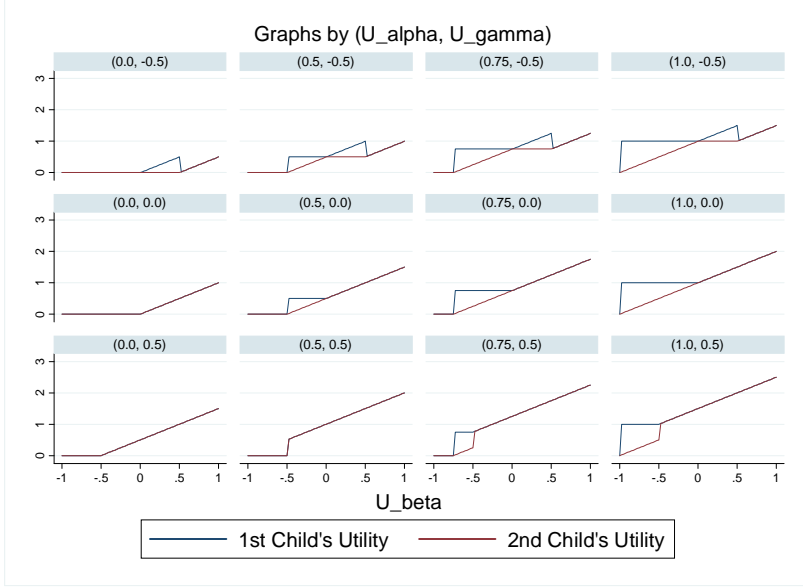 Graphs by (U_alpha, U_gamma)
(0.0, -0.5) (0.5, -0.5) (0.75, -0.5) (1.0, -0.5)
3
2
1
0
(0.0, 0.0) (0.5, 0.0) (0.75, 0.0) (1.0, 0.0)
3
2
1
0
(0.0, 0.5) (0.5, 0.5) (0.75, 0.5) (1.0, 0.5)
3
2
1
0
-1 -.5 0 .5 1 -1 -.5 0 .5 1 -1 -.5 0 .5 1 -1 -.5 0 .5 1
U_beta
1st Child's Utility 2nd Child's Utility